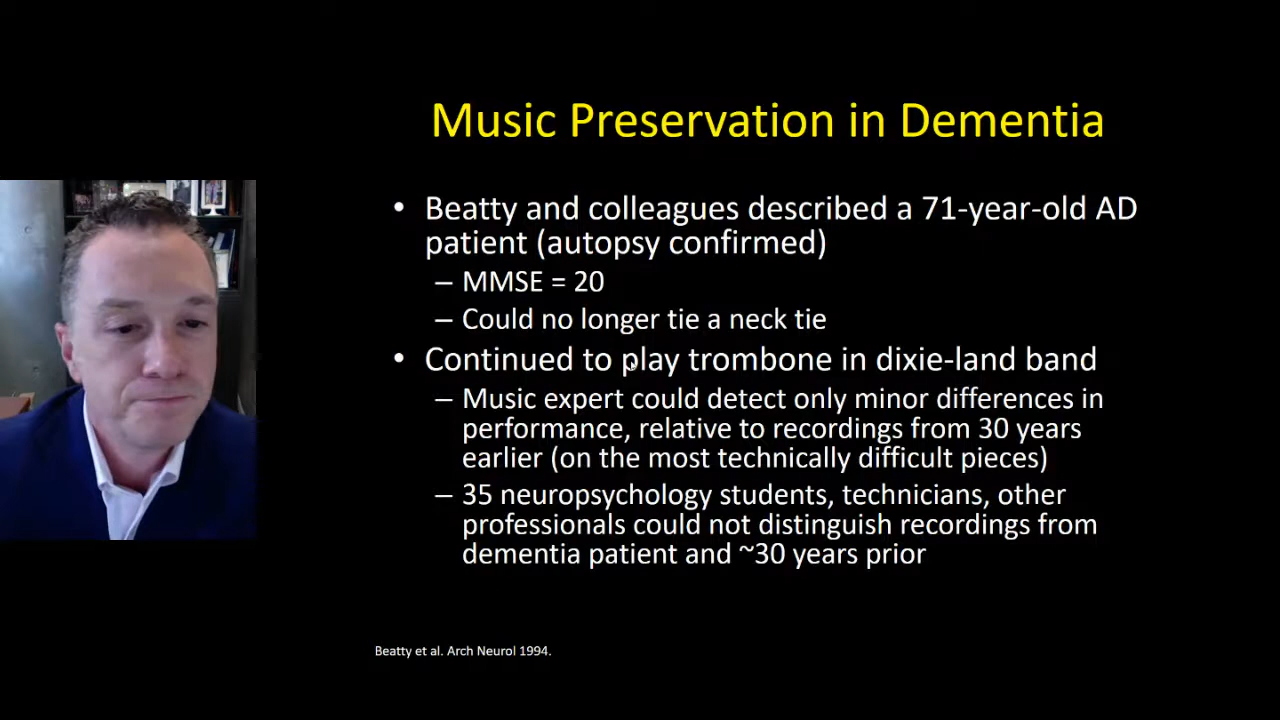 Music Preservation in Dementia
• Beatty and colleagues described a 71-year-old AD
patient (autopsy confirmed)
– MMSE = 20
– Could no longer tie a neck tie
• Continued to play trombone in dixie-land band
– Music expert could detect only minor differences in
performance, relative to recordings from 30 years
earlier (on the most technically difficult pieces)
– 35 neuropsychology students, technicians, other
professionals could not distinguish recordings from
dementia patient and ~30 years prior
Beatty et al. Arch Neurol 1994.